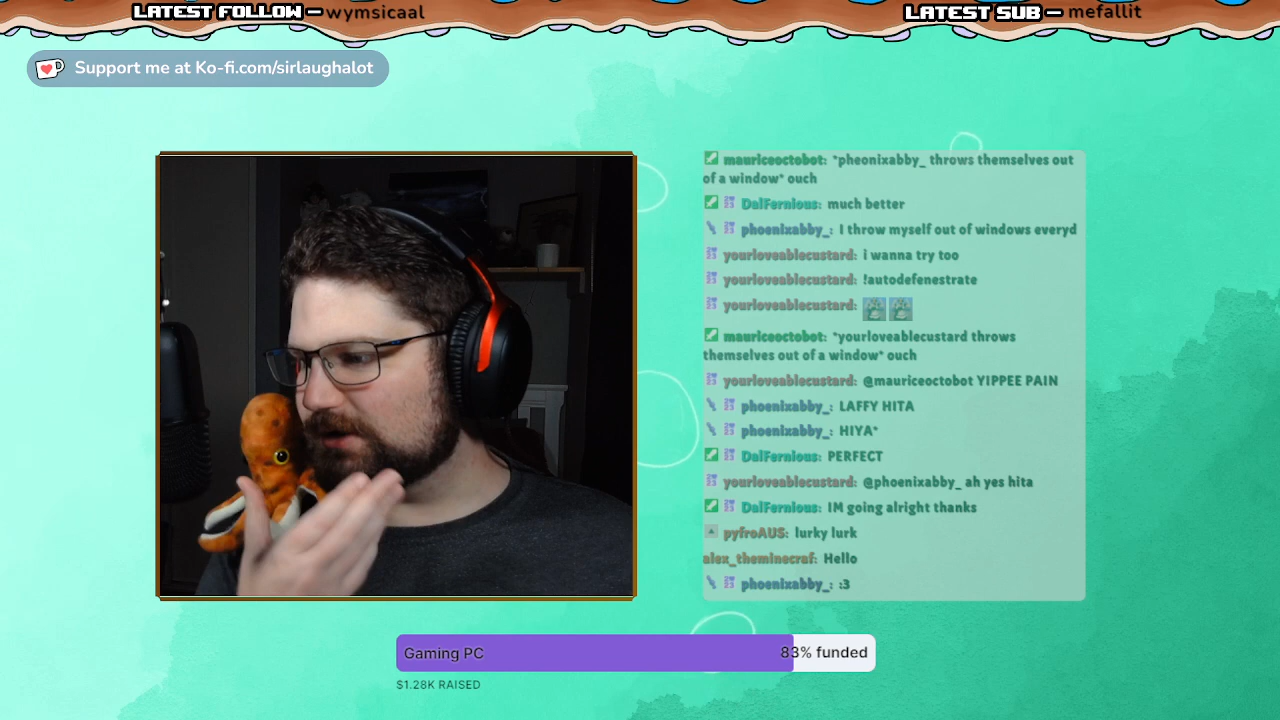 LATEST FOLLOW — wymsicaal
LATEST SUB — mefallit
Support me at Ko-fi.com/sirlaughalot
mauriceoctobot: *pheonixabby_ throws themselves out
of a window* ouch
DalFernious: much better
phoenixabby_: I throw myself out of windows everyd
yourloveablecustard: i wanna try too
yourloveablecustard: !autodefenestrate
yourloveablecustard:
mauriceoctobot: *yourloveablecustard throws
themselves out of a window* ouch
yourloveablecustard: @mauriceoctobot YIPPEE PAIN
phoenixabby_: LAFFY HITA
phoenixabby_: HIYA*
DalFernious: PERFECT
yourloveablecustard: @phoenixabby_ ah yes hita
DalFernious: IM going alright thanks
pyfroAUS: lurky lurk
alex_theminecraf: Hello
phoenixabby_: :3
Gaming PC 83% funded
$1.28K RAISED